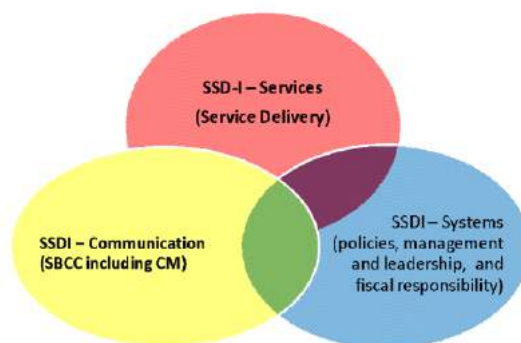 SSD-I – Services
(Service Delivery)
SSDI – Communication
(SBCC including CM)
SSDI – Systems
(policies, management
and leadership, and
fiscal responsibility)